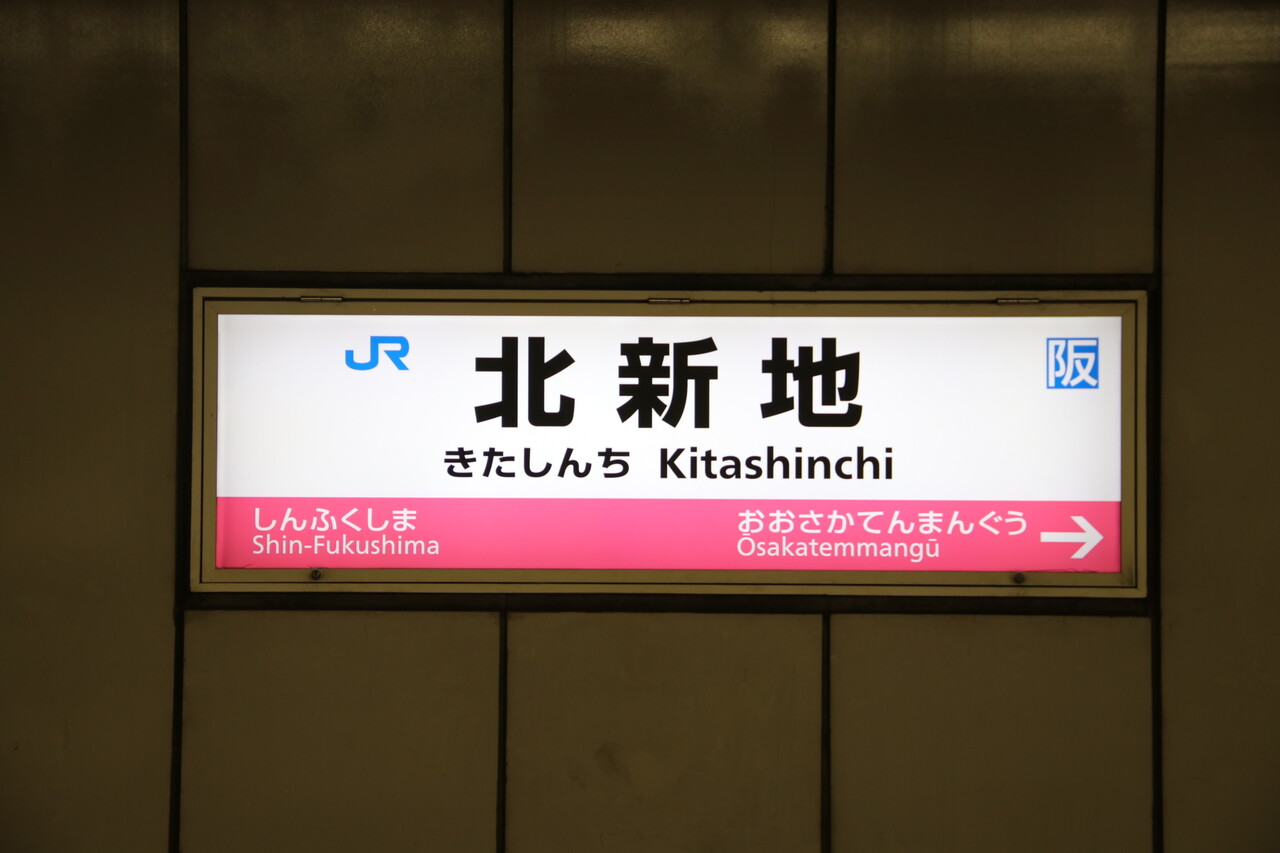 JR 北新地 阪
きたしんち Kitashinchi
しんふくしま おおさかてんまんぐう →
Shin-Fukushima Ōsakatemmangū